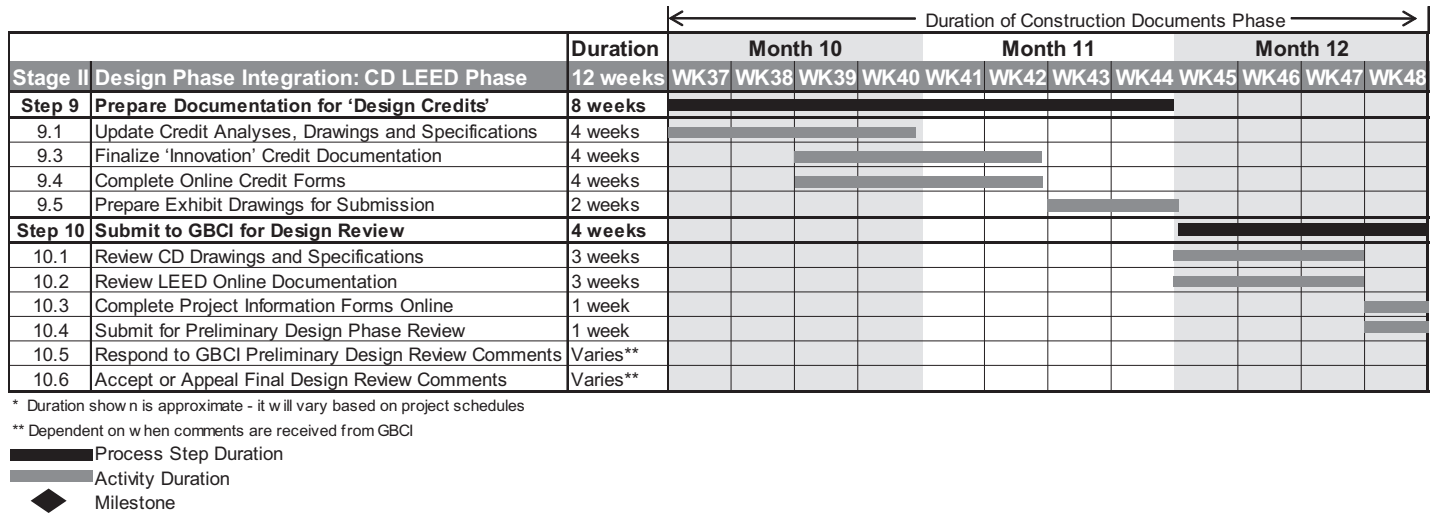 Duration of Construction Documents Phase
Duration Month 10 Month 11 Month 12
Stage II Design Phase Integration: CD LEED Phase 12 weeks WK37 WK38 WK39 WK40 WK41 WK42 WK43 WK44 WK45 WK46 WK47 WK48
Step 9 Prepare Documentation for ‘Design Credits’ 8 weeks
9.1 Update Credit Analyses, Drawings and Specifications 4 weeks
9.3 Finalize ‘Innovation’ Credit Documentation 4 weeks
9.4 Complete Online Credit Forms 4 weeks
9.5 Prepare Exhibit Drawings for Submission 2 weeks
Step 10 Submit to GBCI for Design Review 4 weeks
10.1 Review CD Drawings and Specifications 3 weeks
10.2 Review LEED Online Documentation 3 weeks
10.3 Complete Project Information Forms Online 1 week
10.4 Submit for Preliminary Design Phase Review 1 week
10.5 Respond to GBCI Preliminary Design Review Comments Varies**
10.6 Accept or Appeal Final Design Review Comments Varies**
* Duration shown is approximate - it will vary based on project schedules
** Dependent on when comments are received from GBCI
Process Step Duration
Activity Duration
Milestone